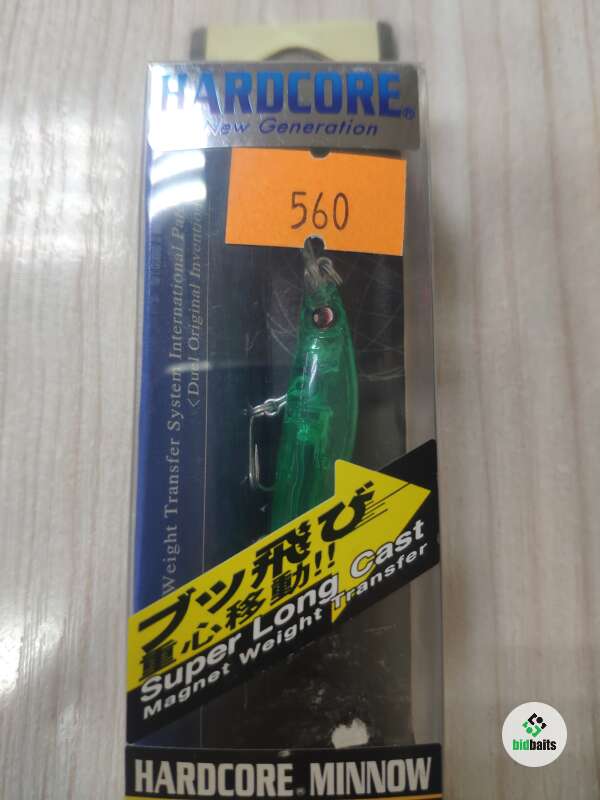 HARDCORE®
New Generation
560
Weight Transfer System International
<Duel Original Invention
ブッ飛び
重心移動!!
Super Long Cast
Magnet Weight Transfer
HARDCORE® MINNOW
bidbaits